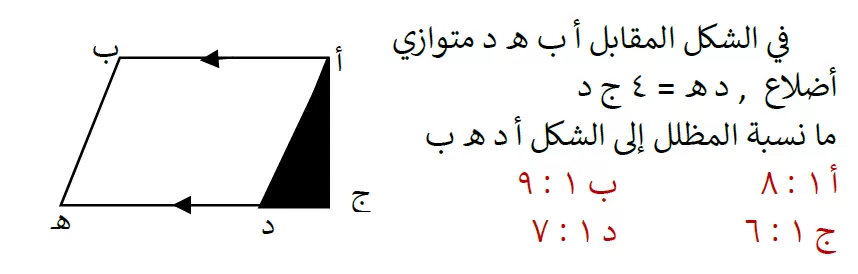 في الشكل المقابل أ ب هـ د متوازي
أضلاع , د هـ = ٤ ج د
ما نسبة المظلل إلى الشكل أ د هـ ب
أ ١ : ٨ ب ١ : ٩
ج ١ : ٦ د ١ : ٧
أ
ب
ج
د
هـ